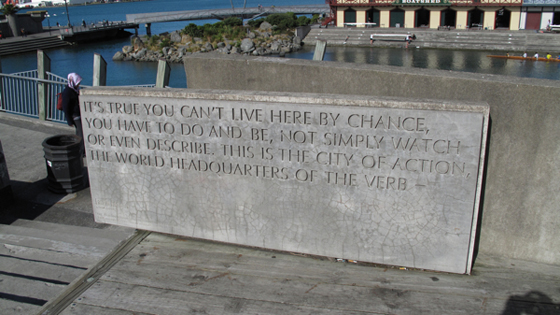 IT'S TRUE YOU CAN'T LIVE HERE BY CHANCE,
YOU HAVE TO DO AND BE, NOT SIMPLY WATCH
OR EVEN DESCRIBE. THIS IS THE CITY OF ACTION,
THE WORLD HEADQUARTERS OF THE VERB –